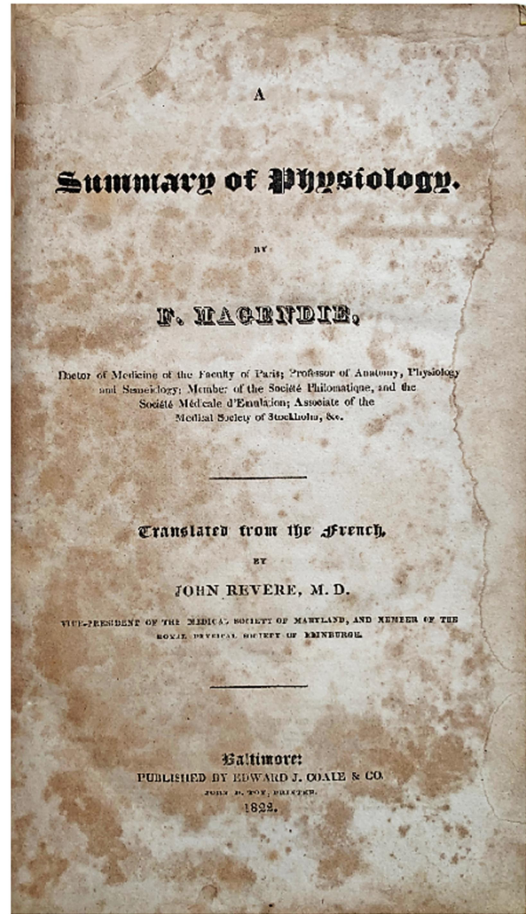 A
Summary of Physiology.
BY
F. MAGENDIE,
Doctor of Medicine of the Faculty of Paris; Professor of Anatomy, Physiology
and Semeiology; Member of the Société Philomatique, and the
Société Médicale d'Emulation; Associate of the
Medical Society of Stockholm, &c.
Translated from the French,
BY
JOHN REVERE, M. D.
VICE-PRESIDENT OF THE MEDICAL SOCIETY OF MARYLAND, AND MEMBER OF THE
ROYAL PHYSICAL SOCIETY OF EDINBURGH.
Baltimore:
PUBLISHED BY EDWARD J. COALE & CO.
JOHN D. TOY, PRINTER.
1822.